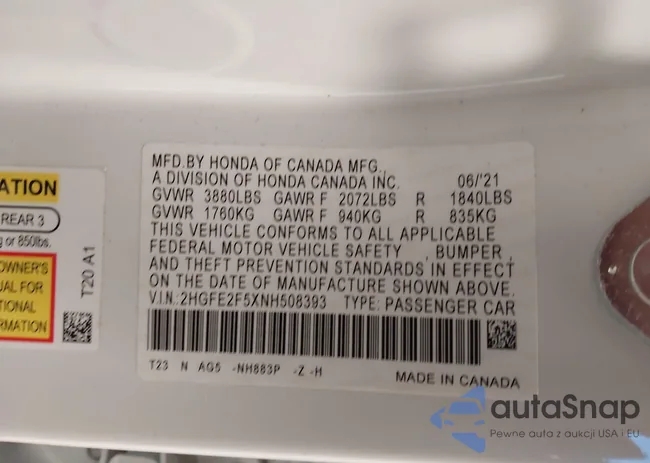 ATION
REAR 3
g or 850lbs.
OWNER'S
UAL FOR
TIONAL
ORMATION
T20 A1
MFD.BY HONDA OF CANADA MFG.,
A DIVISION OF HONDA CANADA INC. 06/'21
GVWR 3880LBS GAWR F 2072LBS R 1840LBS
GVWR 1760KG GAWR F 940KG R 835KG
THIS VEHICLE CONFORMS TO ALL APPLICABLE
FEDERAL MOTOR VEHICLE SAFETY , BUMPER ,
AND THEFT PREVENTION STANDARDS IN EFFECT
ON THE DATE OF MANUFACTURE SHOWN ABOVE.
V.I.N.:2HGFE2F5XNH508393 TYPE: PASSENGER CAR
T23 N AG5 -NH883P -Z -H
MADE IN CANADA
autaSnap
Pewne auta z aukcji USA i EU